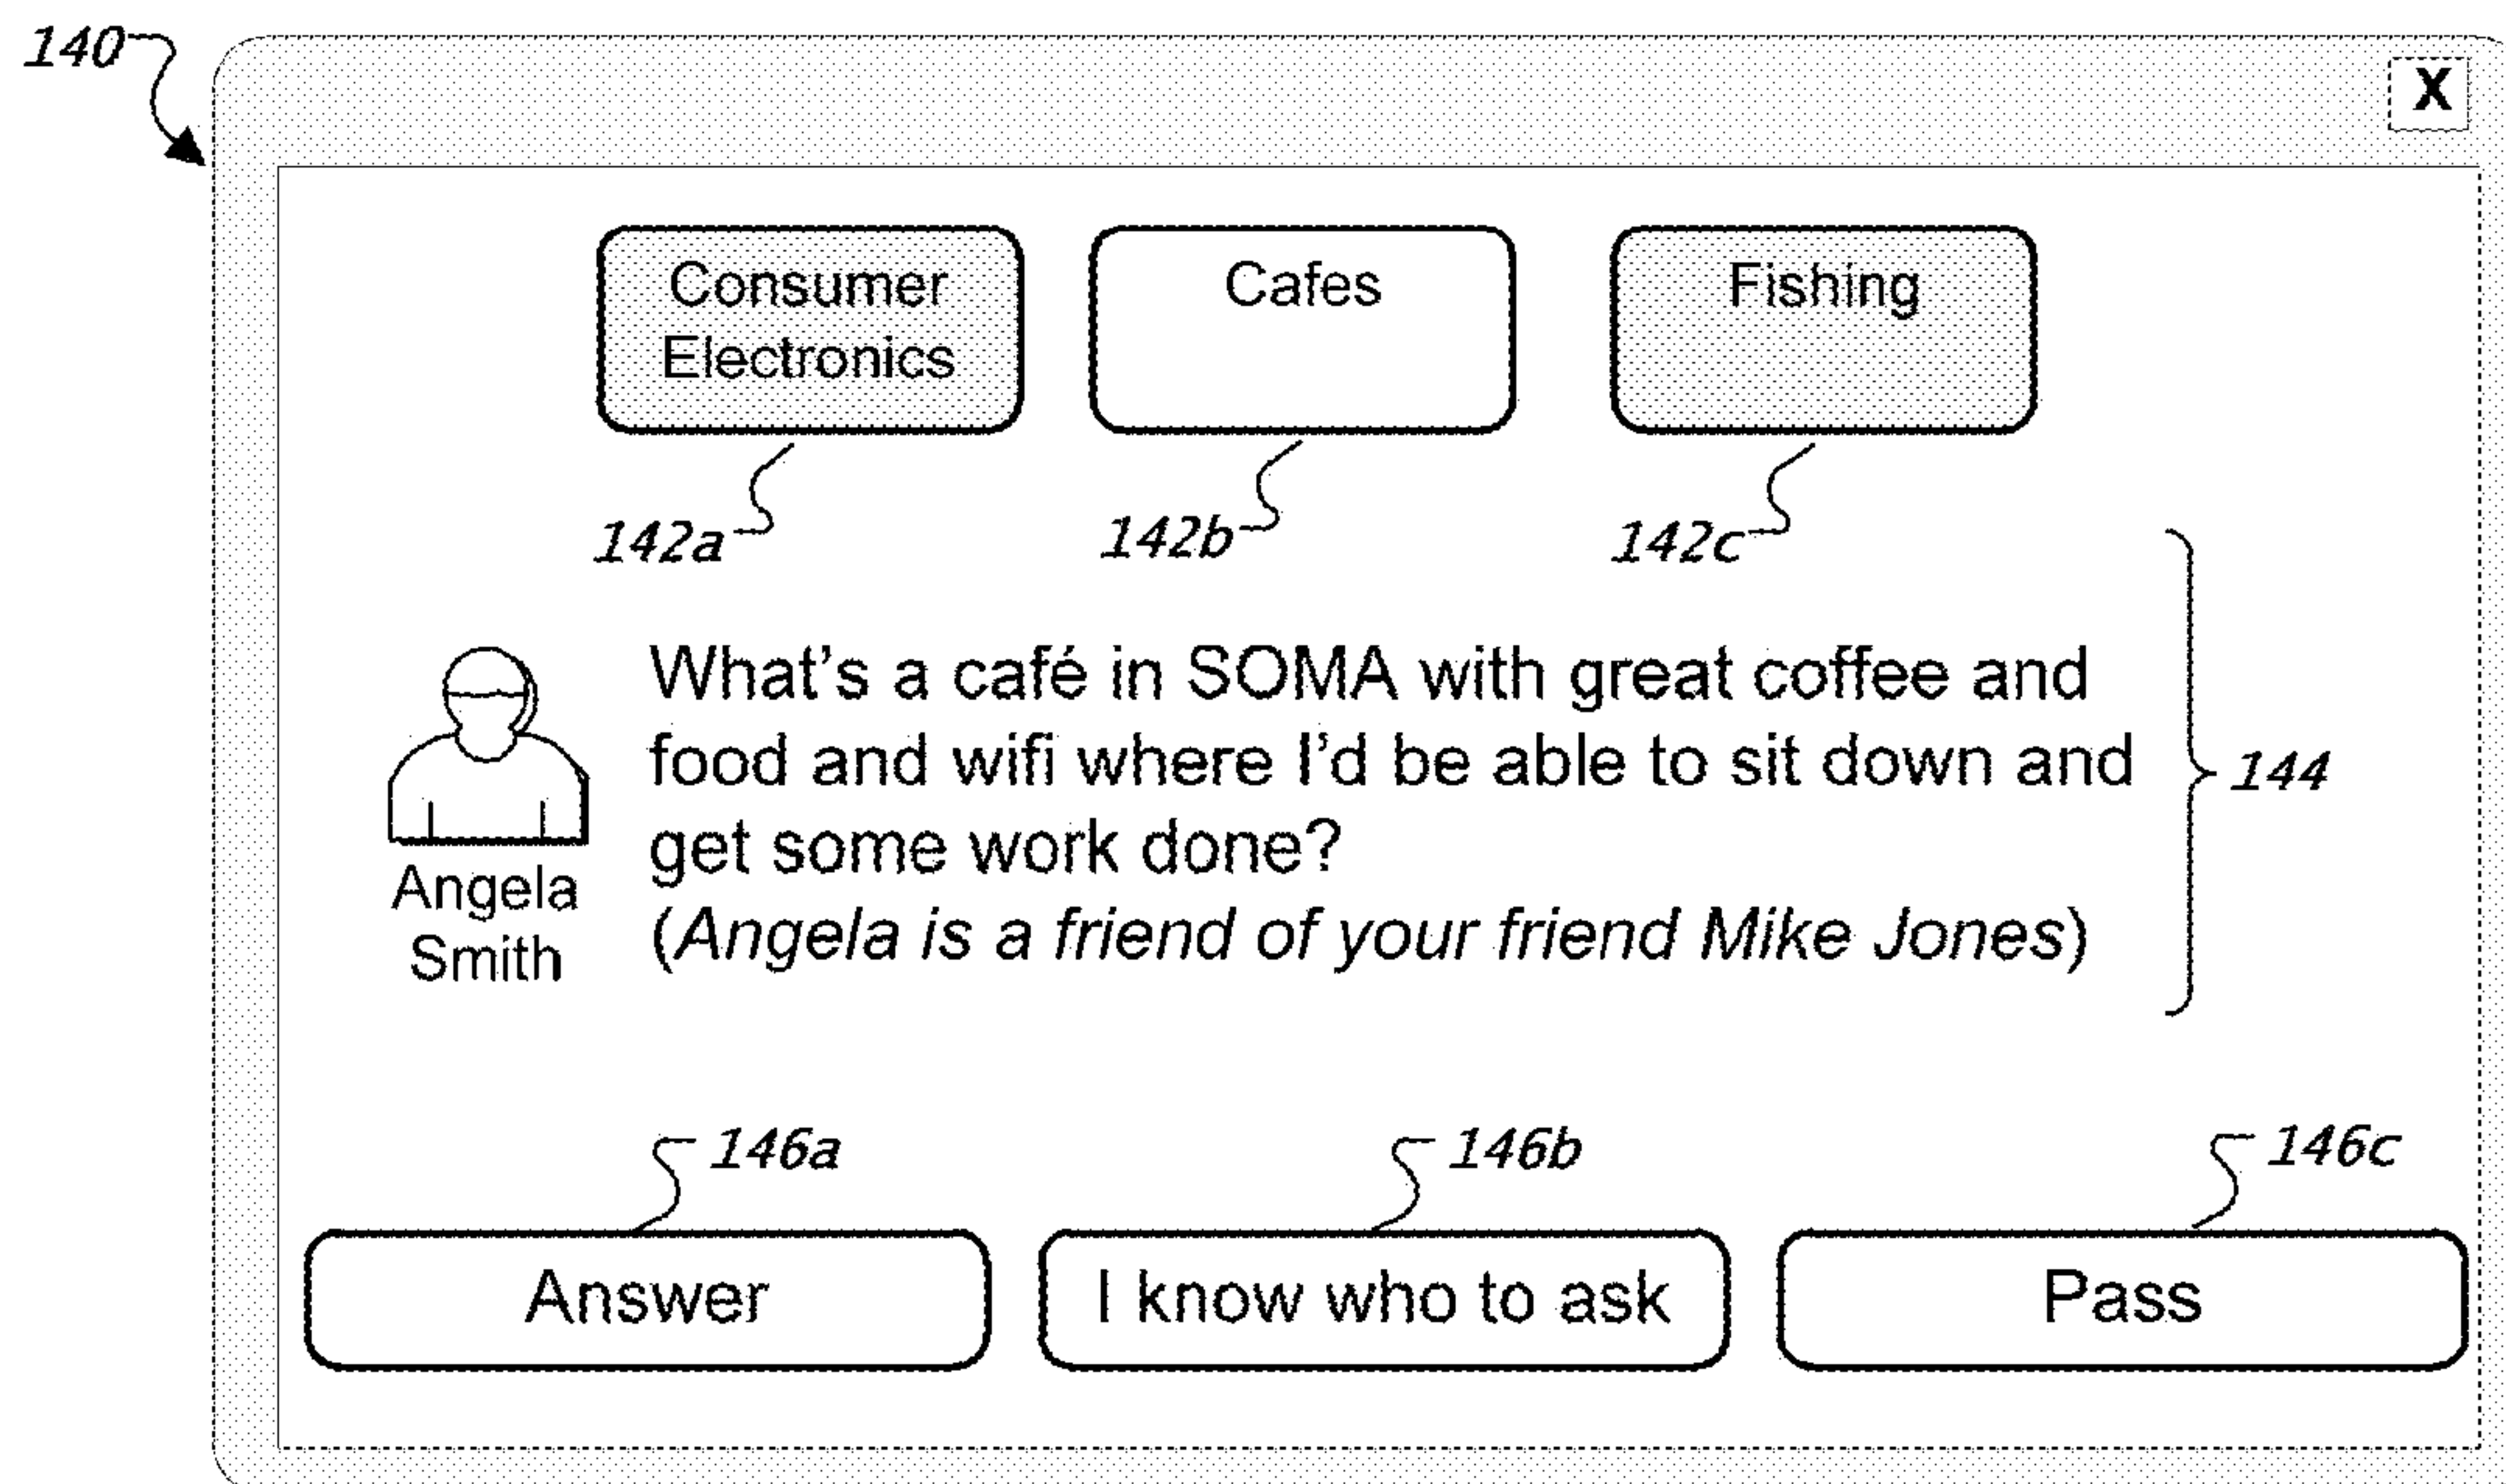 140
X
Consumer
Electronics
Cafes
Fishing
142a
142b
142c
What's a café in SOMA with great coffee and
food and wifi where I'd be able to sit down and
get some work done?
(Angela is a friend of your friend Mike Jones)
Angela
Smith
144
146a
146b
146c
Answer
I know who to ask
Pass